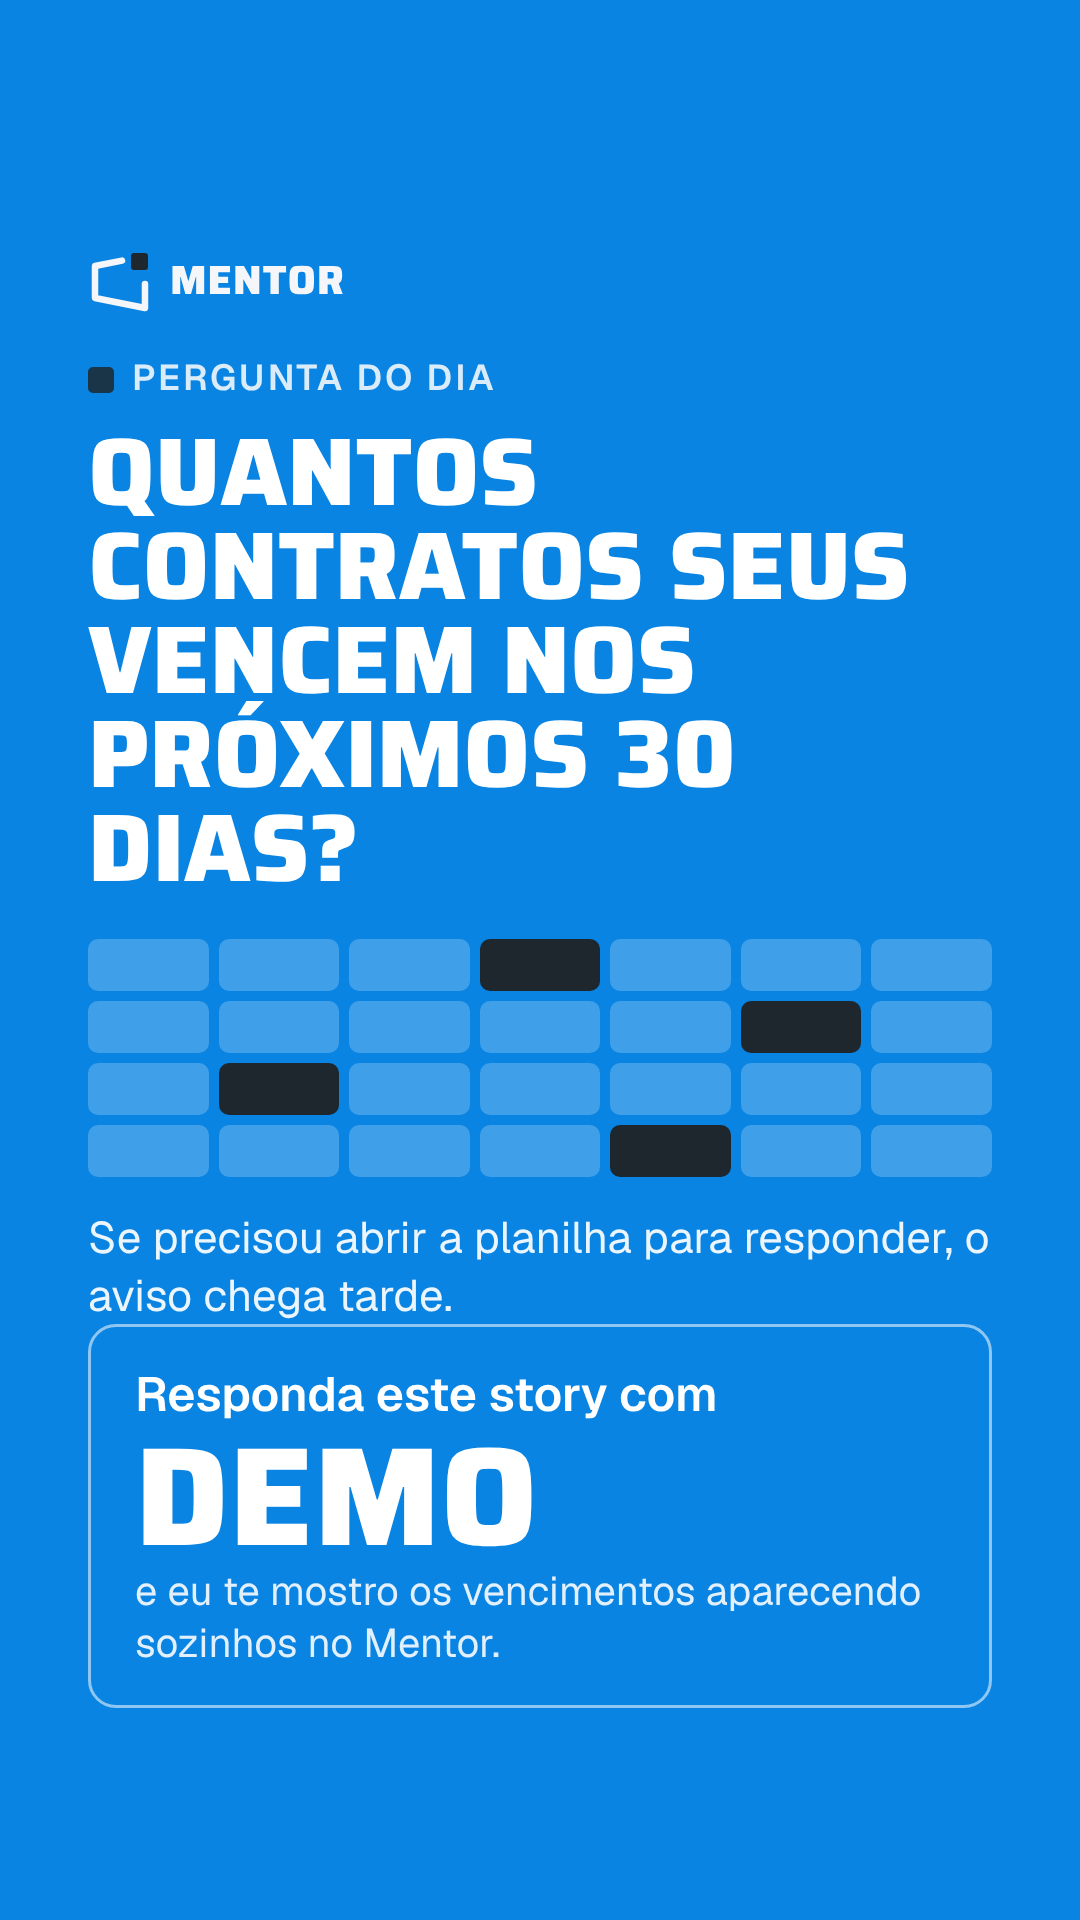 MENTOR
PERGUNTA DO DIA
QUANTOS
CONTRATOS SEUS
VENCEM NOS
PRÓXIMOS 30
DIAS?
Se precisou abrir a planilha para responder, o
aviso chega tarde.
Responda este story com
DEMO
e eu te mostro os vencimentos aparecendo
sozinhos no Mentor.